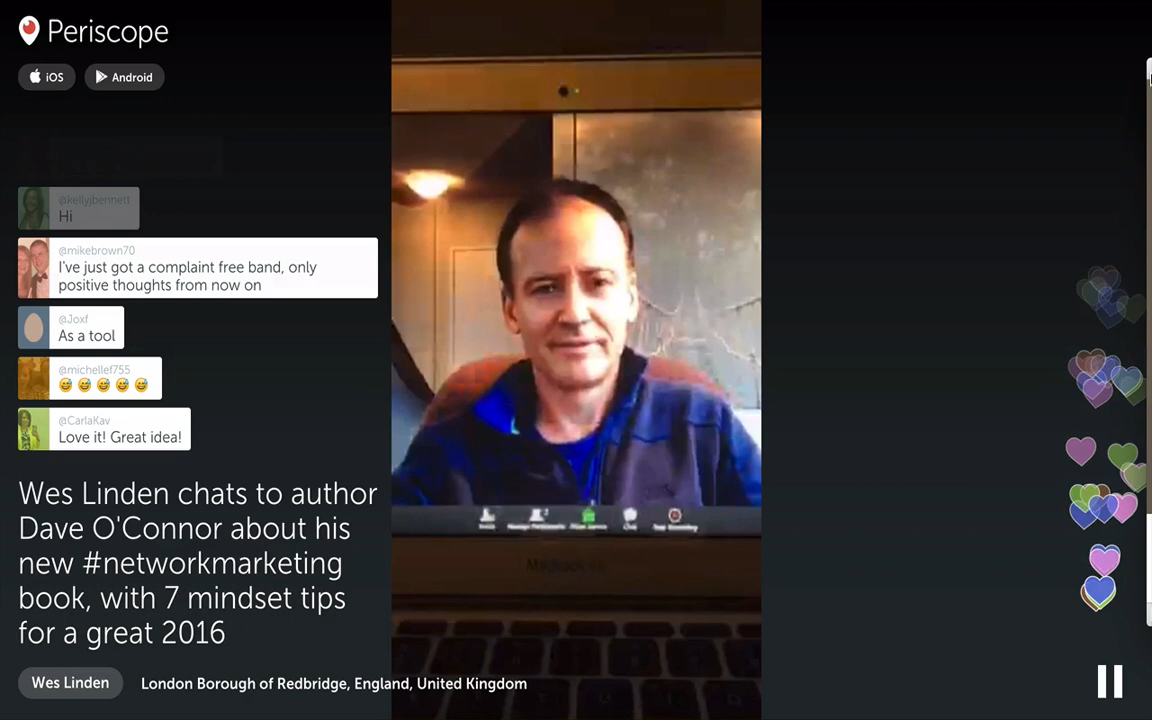 Periscope
iOS
Android
@kellyjbennett
Hi
@mikebrown70
I've just got a complaint free band, only
positive thoughts from now on
@Joxf
As a tool
@michellef755
😅 😅 😅 😅 😅
@CarlaKav
Love it! Great idea!
Wes Linden chats to author
Dave O'Connor about his
new #networkmarketing
book, with 7 mindset tips
for a great 2016
Wes Linden
London Borough of Redbridge, England, United Kingdom